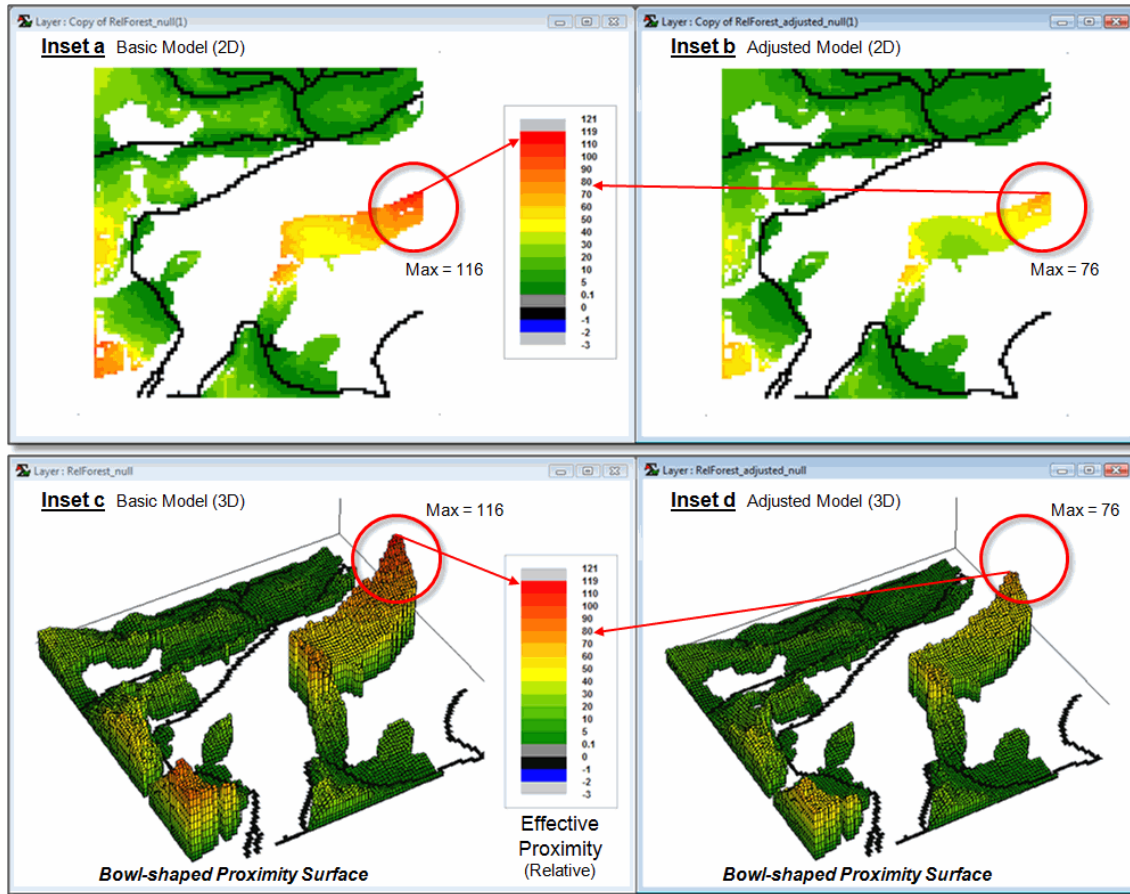 Layer : Copy of RelForest_null(1)
Inset a Basic Model (2D)
Max = 116
121
119
110
100
90
80
70
60
50
40
30
20
10
5
0.1
0
-1
-2
-3
Layer : Copy of RelForest_adjusted_null(1)
Inset b Adjusted Model (2D)
Max = 76
Layer : RelForest_null
Inset c Basic Model (3D)
Max = 116
121
119
110
100
90
80
70
60
50
40
30
20
10
5
0.1
0
-1
-2
-3
Effective
Proximity
(Relative)
Bowl-shaped Proximity Surface
Layer : RelForest_adjusted_null
Inset d Adjusted Model (3D)
Max = 76
Bowl-shaped Proximity Surface